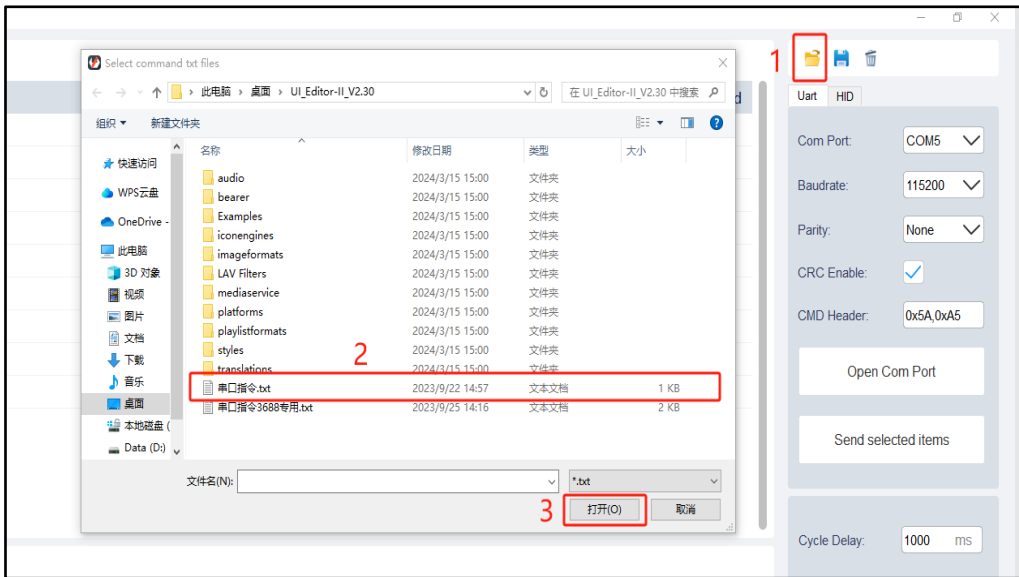 1
Select command txt files
此电脑 › 桌面 › UI_Editor-II_V2.30
在 UI_Editor-II_V2.30 中搜索
d
组织
新建文件夹
名称 修改日期 类型 大小
快速访问
WPS云盘
OneDrive -
此电脑
3D 对象
视频
图片
文档
下载
音乐
桌面
本地磁盘 (
Data (D:)
audio 2024/3/15 15:00 文件夹
bearer 2024/3/15 15:00 文件夹
Examples 2024/3/15 15:00 文件夹
iconengines 2024/3/15 15:00 文件夹
imageformats 2024/3/15 15:00 文件夹
LAV Filters 2024/3/15 15:00 文件夹
mediaservice 2024/3/15 15:00 文件夹
platforms 2024/3/15 15:00 文件夹
playlistformats 2024/3/15 15:00 文件夹
styles 2024/3/15 15:00 文件夹
translations 2024/3/15 15:00 文件夹
2
串口指令.txt 2023/9/22 14:57 文本文档 1 KB
串口指令3688专用.txt 2023/9/25 14:16 文本文档 2 KB
文件名(N):
*.txt
3
打开(O)
取消
Uart HID
Com Port: COM5
Baudrate: 115200
Parity: None
CRC Enable:
CMD Header: 0x5A,0xA5
Open Com Port
Send selected items
Cycle Delay: 1000 ms